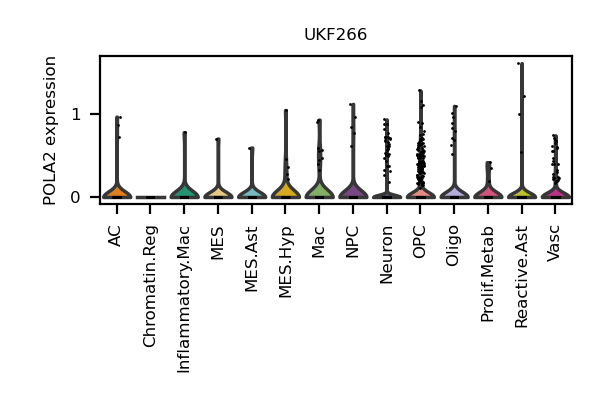 UKF266
POLA2 expression
1
0
AC
Chromatin.Reg
Inflammatory.Mac
MES
MES.Ast
MES.Hyp
Mac
NPC
Neuron
OPC
Oligo
Prolif.Metab
Reactive.Ast
Vasc